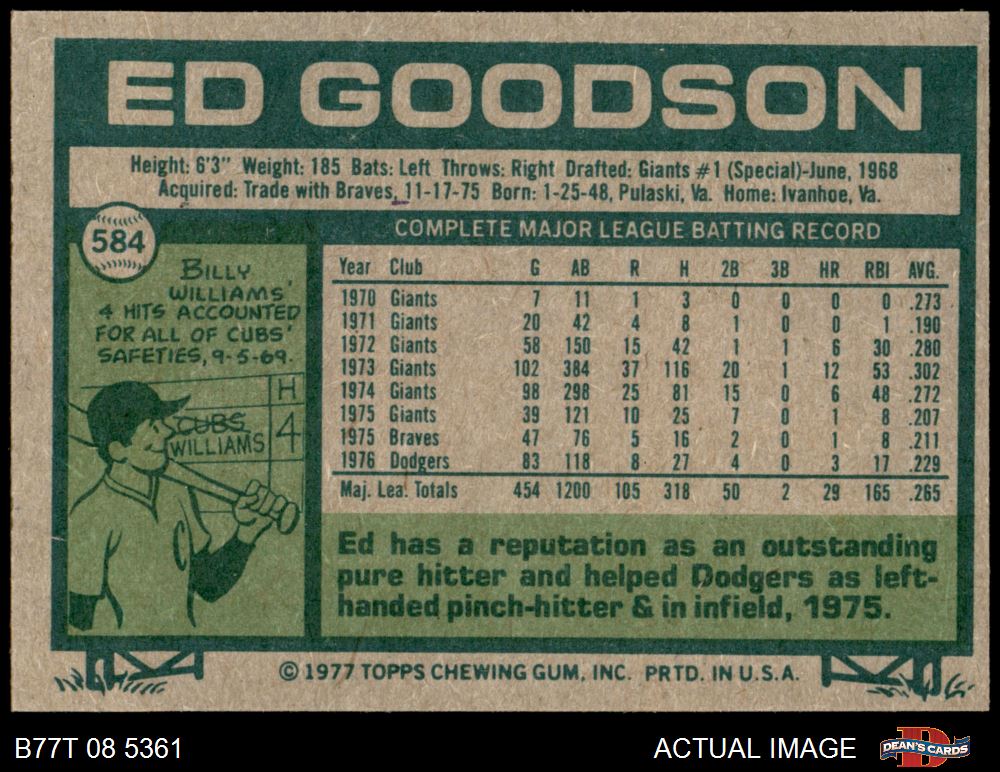 ED GOODSON
Height: 6'3" Weight: 185 Bats: Left Throws: Right Drafted: Giants #1 (Special)-June, 1968
Acquired: Trade with Braves, 11-17-75 Born: 1-25-48, Pulaski, Va. Home: Ivanhoe, Va.
584
BILLY
WILLIAMS'
4 HITS ACCOUNTED
FOR ALL OF CUBS'
SAFETIES, 9-5-69.
H
CUBS
WILLIAMS 4
C
COMPLETE MAJOR LEAGUE BATTING RECORD
Year Club G AB R H 2B 3B HR RBI AVG.
1970 Giants 7 11 1 3 0 0 0 0 .273
1971 Giants 20 42 4 8 1 0 0 1 .190
1972 Giants 58 150 15 42 1 1 6 30 .280
1973 Giants 102 384 37 116 20 1 12 53 .302
1974 Giants 98 298 25 81 15 0 6 48 .272
1975 Giants 39 121 10 25 7 0 1 8 .207
1975 Braves 47 76 5 16 2 0 1 8 .211
1976 Dodgers 83 118 8 27 4 0 3 17 .229
Maj. Lea. Totals 454 1200 105 318 50 2 29 165 .265
Ed has a reputation as an outstanding
pure hitter and helped Dodgers as left-
handed pinch-hitter & in infield, 1975.
© 1977 TOPPS CHEWING GUM, INC. PRTD. IN U.S.A.
B77T 08 5361
ACTUAL IMAGE
D
DEAN'S CARDS